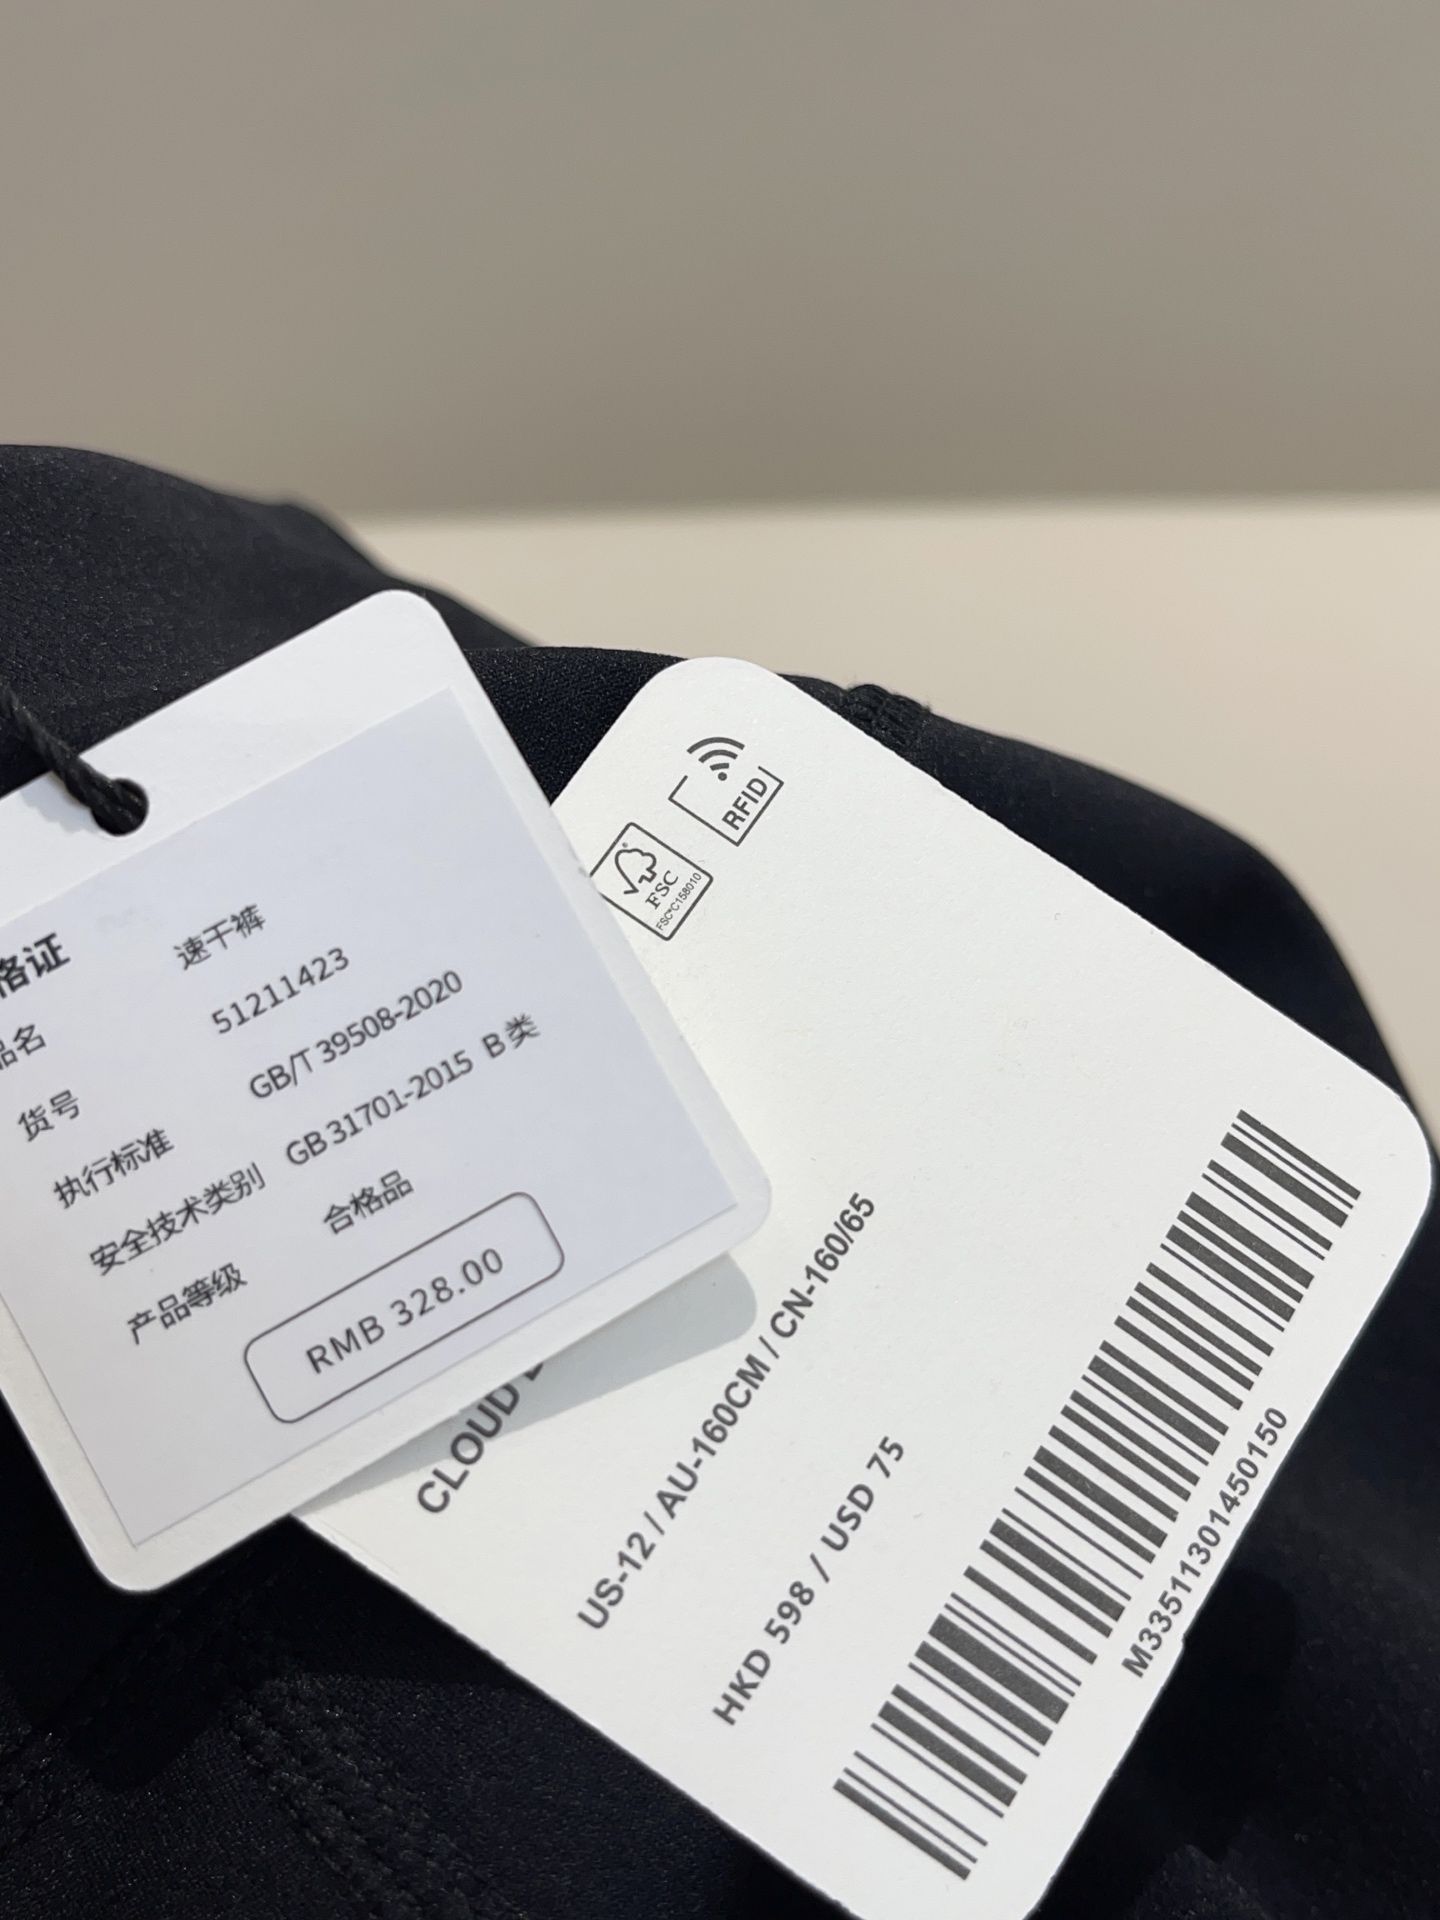 格证
品名 速干裤
货号 51211423
执行标准 GB/T 39508-2020
安全技术类别 GB 31701-2015 B 类
产品等级 合格品
RMB 328.00
RFID
FSC
FSC® C158010
CLOUD
US-12 / AU-160CM / CN-160/65
HKD 598 / USD 75
M33511301450150